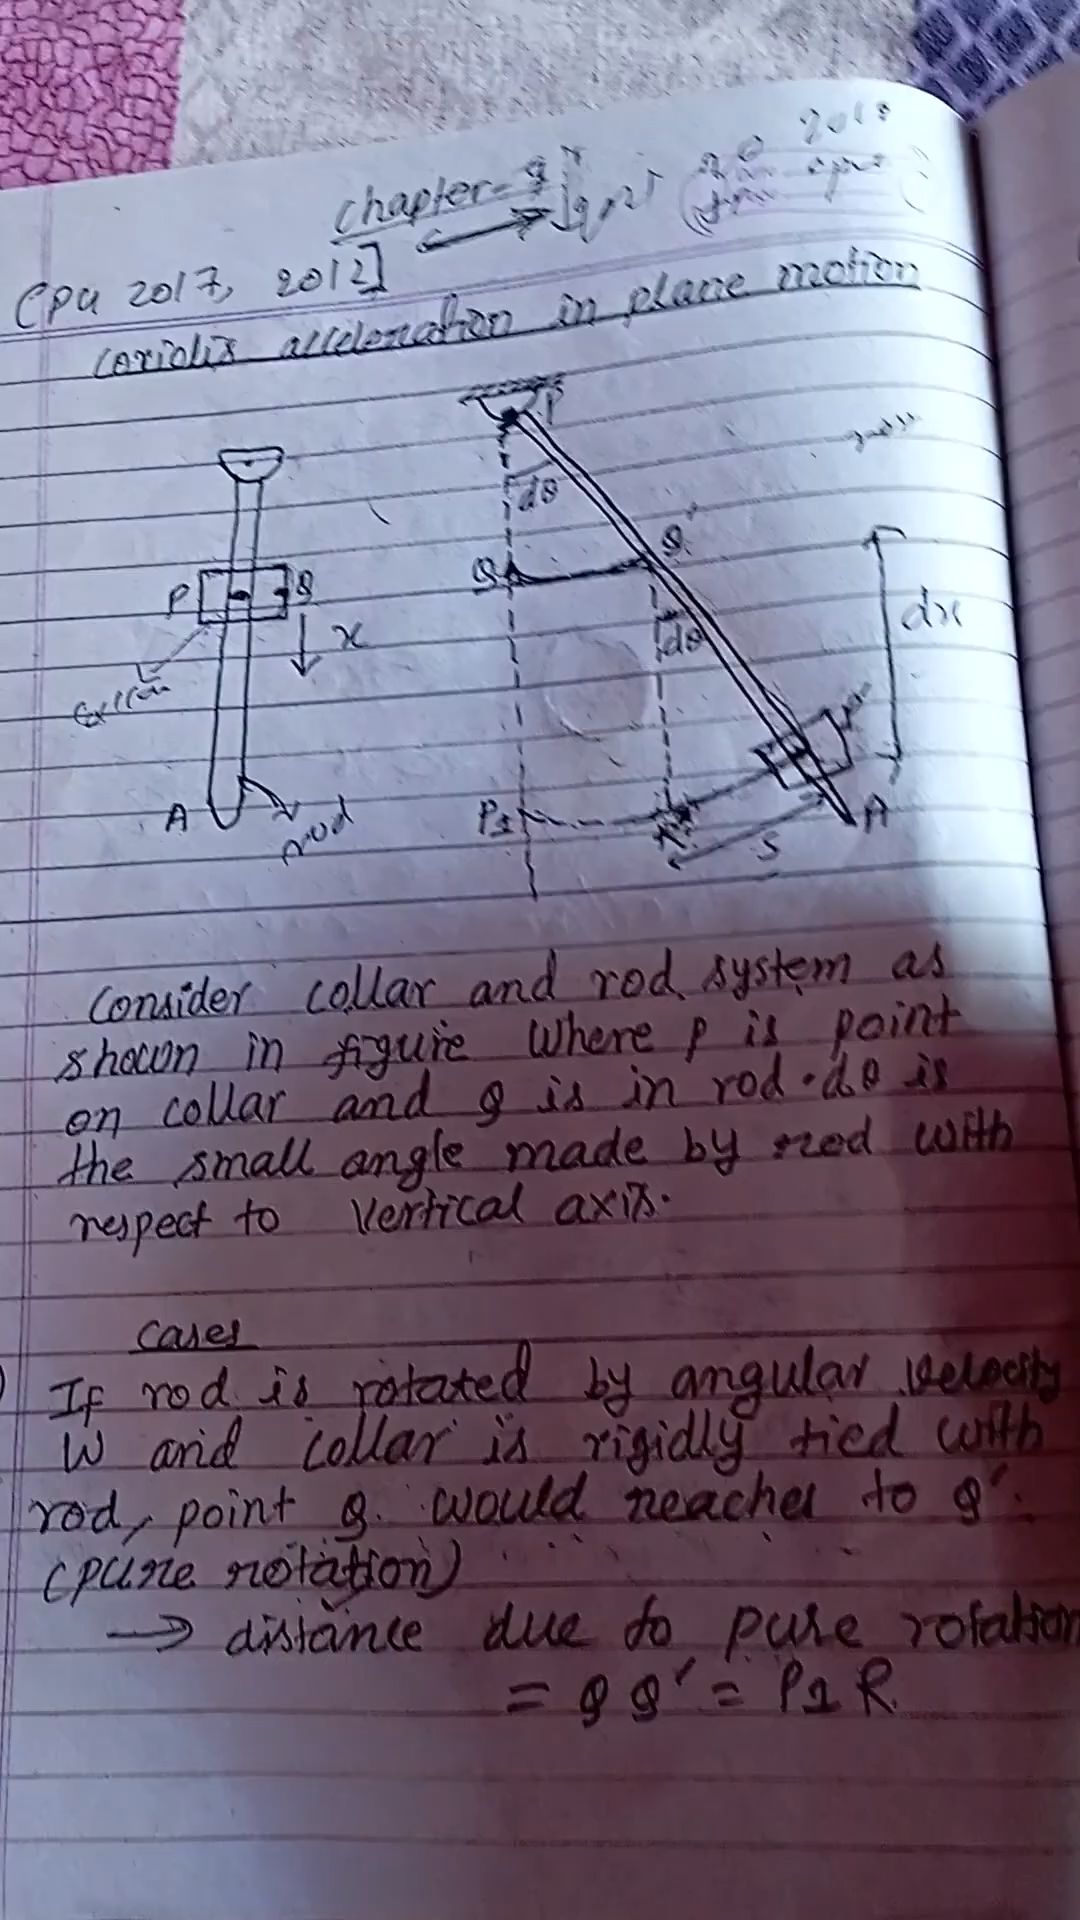 chapter-
[pu 2017, 2012]
2018
coriolis acceleration in plane motion
P
dθ
Q
Q'
P
Q
x
dθ
dx
collar
A
rod
P1
R
S
A
consider collar and rod system as
shown in figure where p is point
on collar and Q is in rod. dθ is
the small angle made by rod with
respect to vertical axis.
cases
If rod is rotated by angular velocity
W and collar is rigidly tied with
rod, point Q. would reaches to Q'.
(pure rotation)
→ distance due to pure rotation
= Q Q' = P1 R.